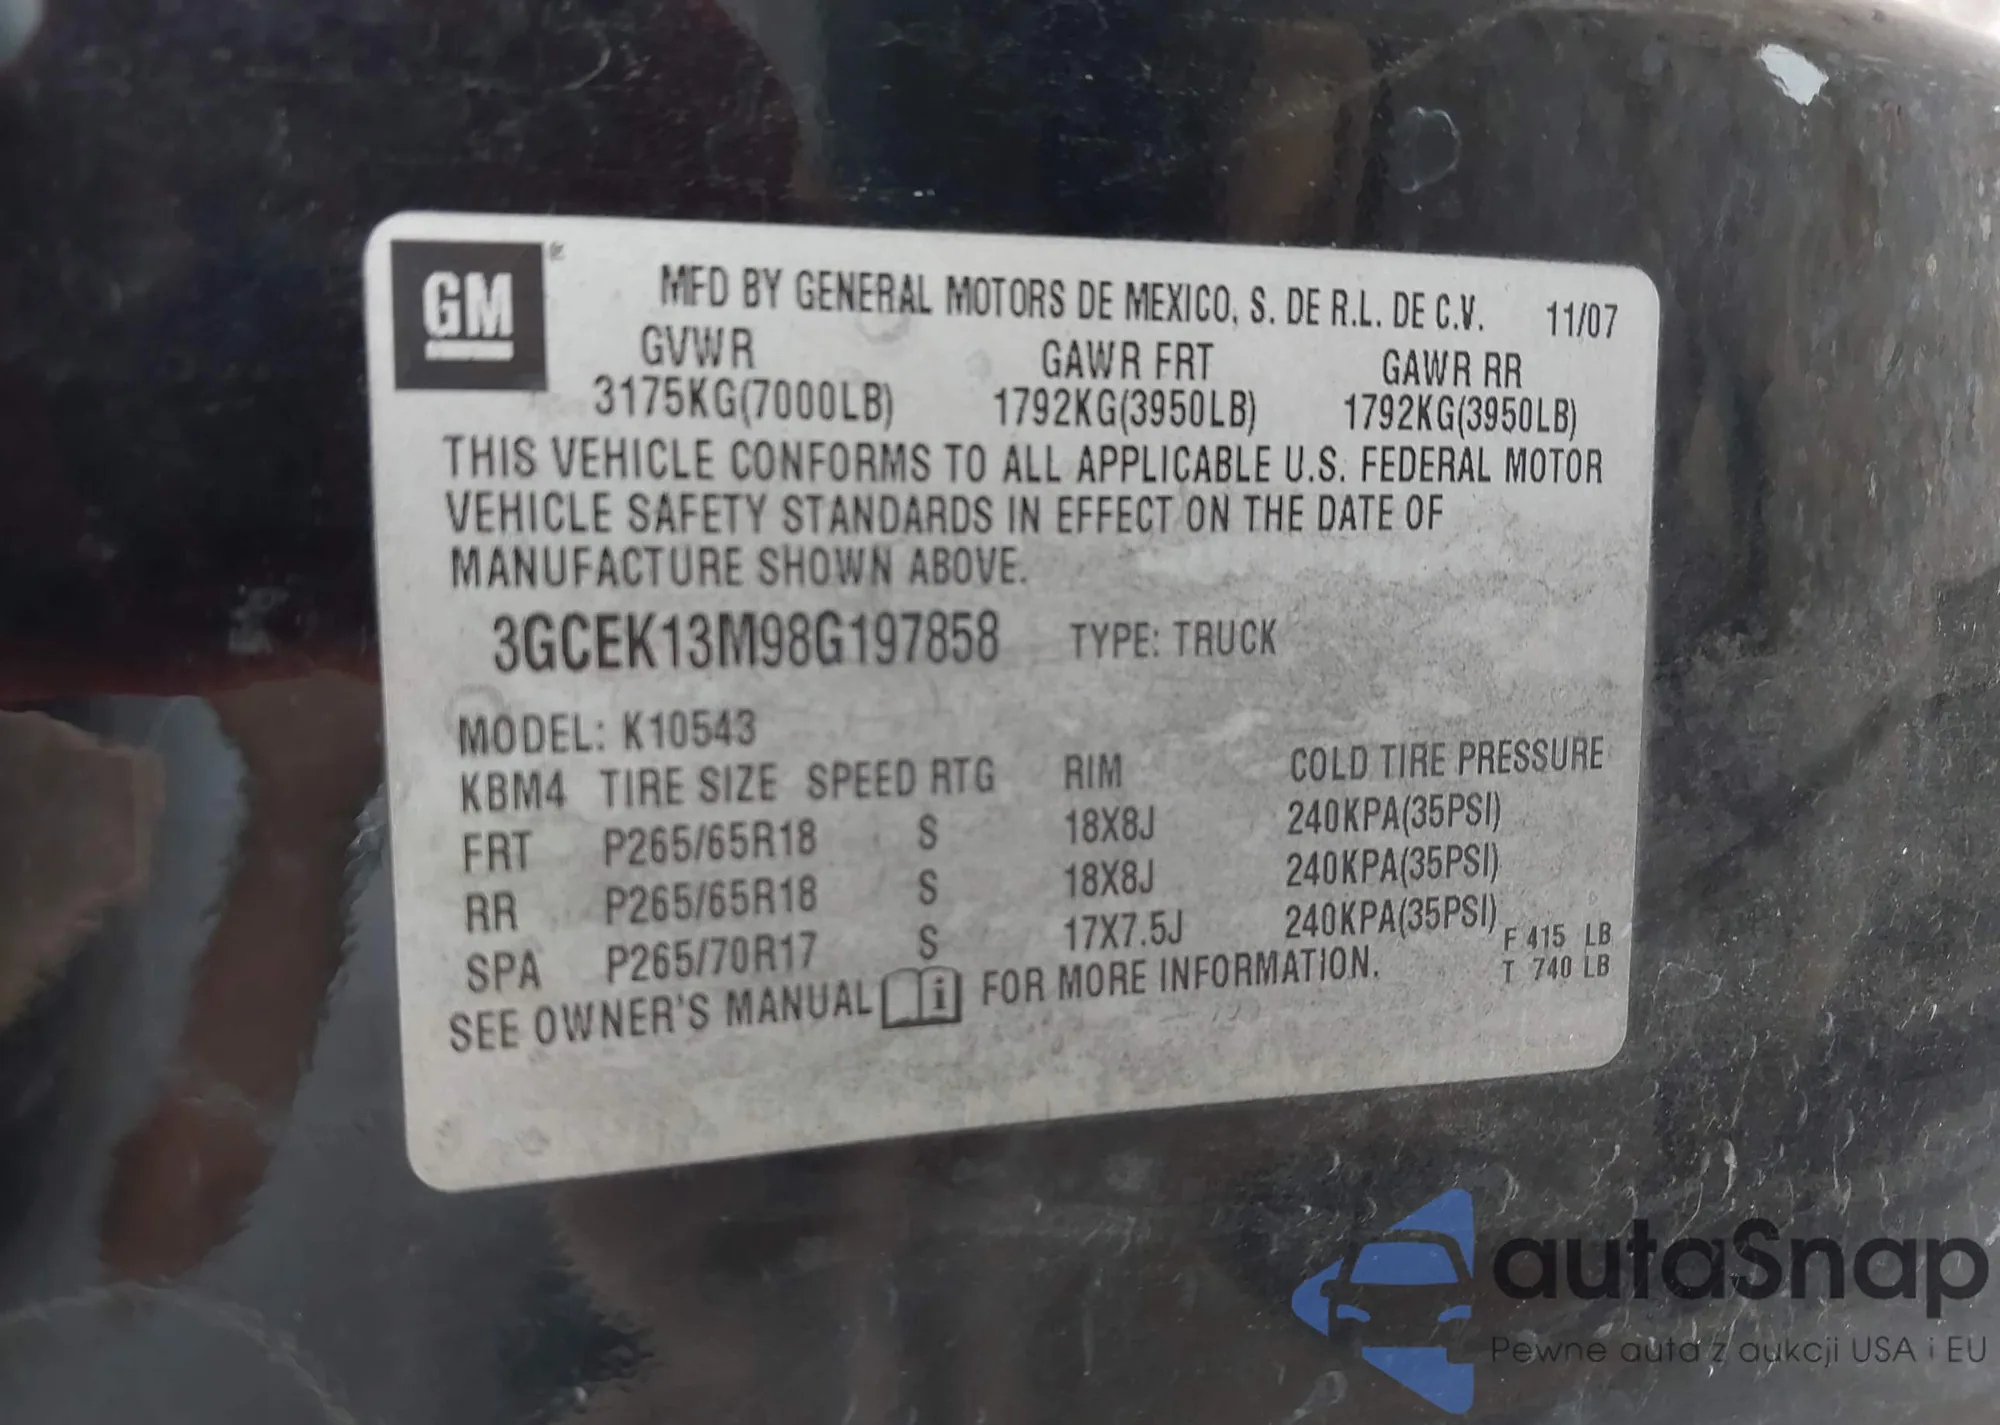 GM
MFD BY GENERAL MOTORS DE MEXICO, S. DE R.L. DE C.V. 11/07
GVWR GAWR FRT GAWR RR
3175KG(7000LB) 1792KG(3950LB) 1792KG(3950LB)
THIS VEHICLE CONFORMS TO ALL APPLICABLE U.S. FEDERAL MOTOR
VEHICLE SAFETY STANDARDS IN EFFECT ON THE DATE OF
MANUFACTURE SHOWN ABOVE.
3GCEK13M98G197858 TYPE: TRUCK
MODEL: K10543
KBM4 TIRE SIZE SPEED RTG RIM COLD TIRE PRESSURE
FRT P265/65R18 S 18X8J 240KPA(35PSI)
RR P265/65R18 S 18X8J 240KPA(35PSI)
SPA P265/70R17 S 17X7.5J 240KPA(35PSI)
F 415 LB
T 740 LB
SEE OWNER'S MANUAL i FOR MORE INFORMATION.
autaSnap
Pewne auta z aukcji USA i EU